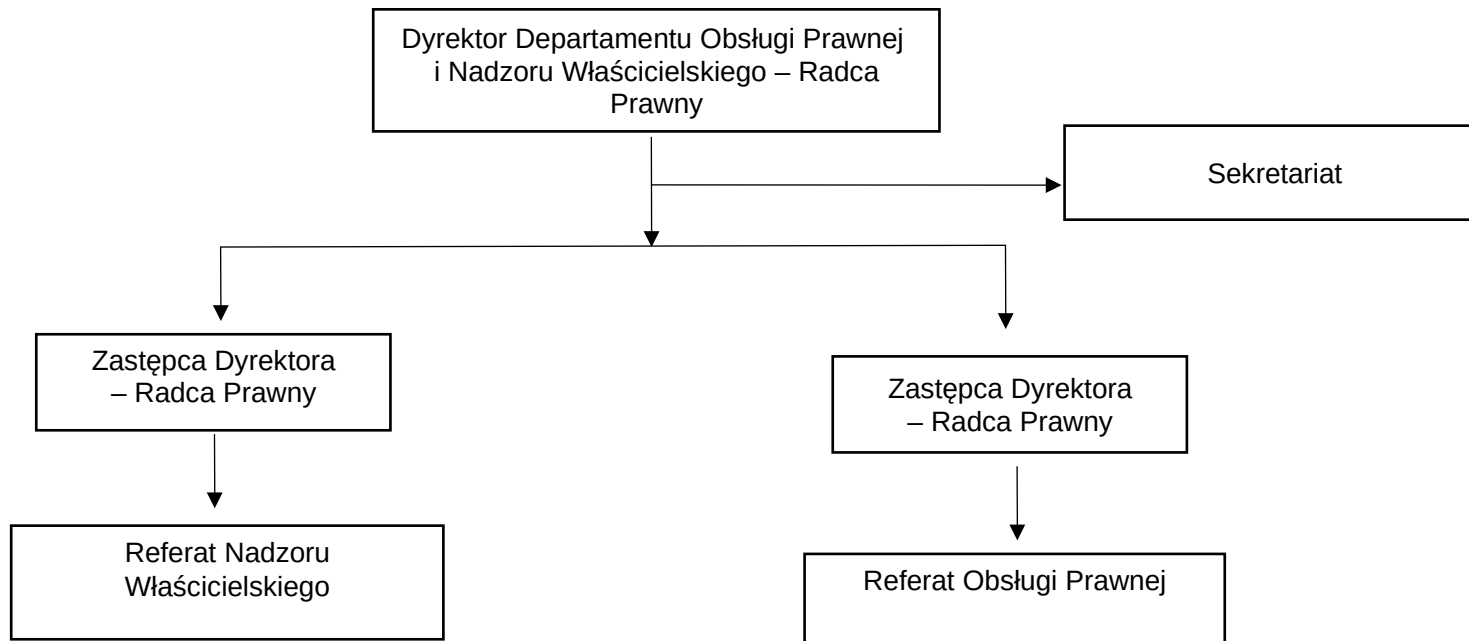 Dyrektor Departamentu Obsługi Prawnej
i Nadzoru Właścicielskiego – Radca
Prawny
Sekretariat
Zastępca Dyrektora
– Radca Prawny
Zastępca Dyrektora
– Radca Prawny
Referat Nadzoru
Właścicielskiego
Referat Obsługi Prawnej